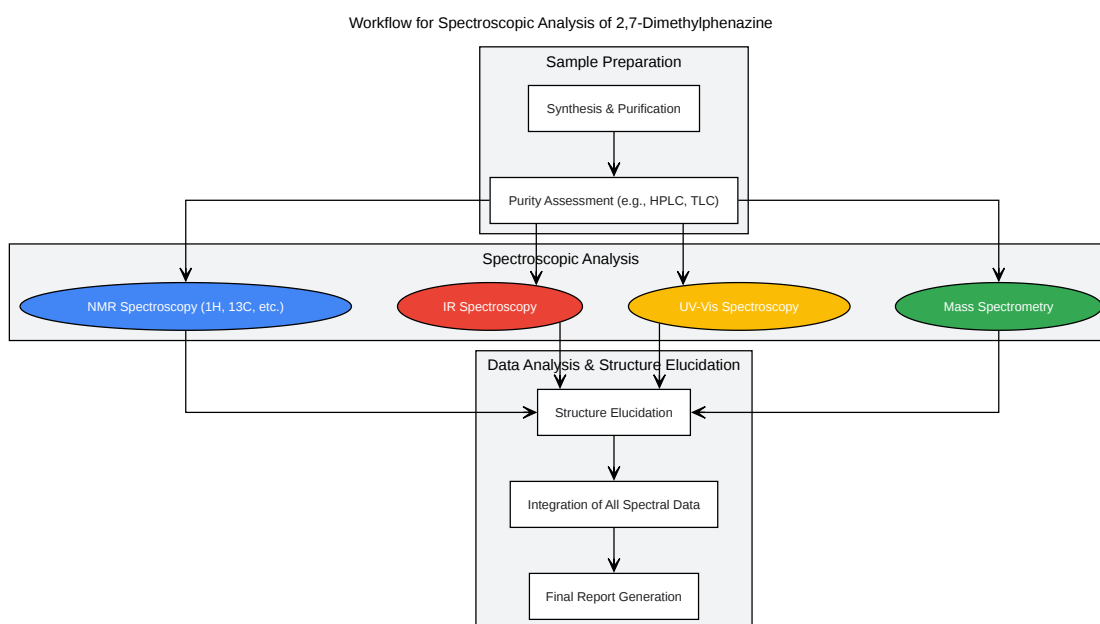 Workflow for Spectroscopic Analysis of 2,7-Dimethylphenazine
Sample Preparation
Synthesis & Purification
Purity Assessment (e.g., HPLC, TLC)
Spectroscopic Analysis
NMR Spectroscopy (1H, 13C, etc.)
IR Spectroscopy
UV-Vis Spectroscopy
Mass Spectrometry
Data Analysis & Structure Elucidation
Structure Elucidation
Integration of All Spectral Data
Final Report Generation